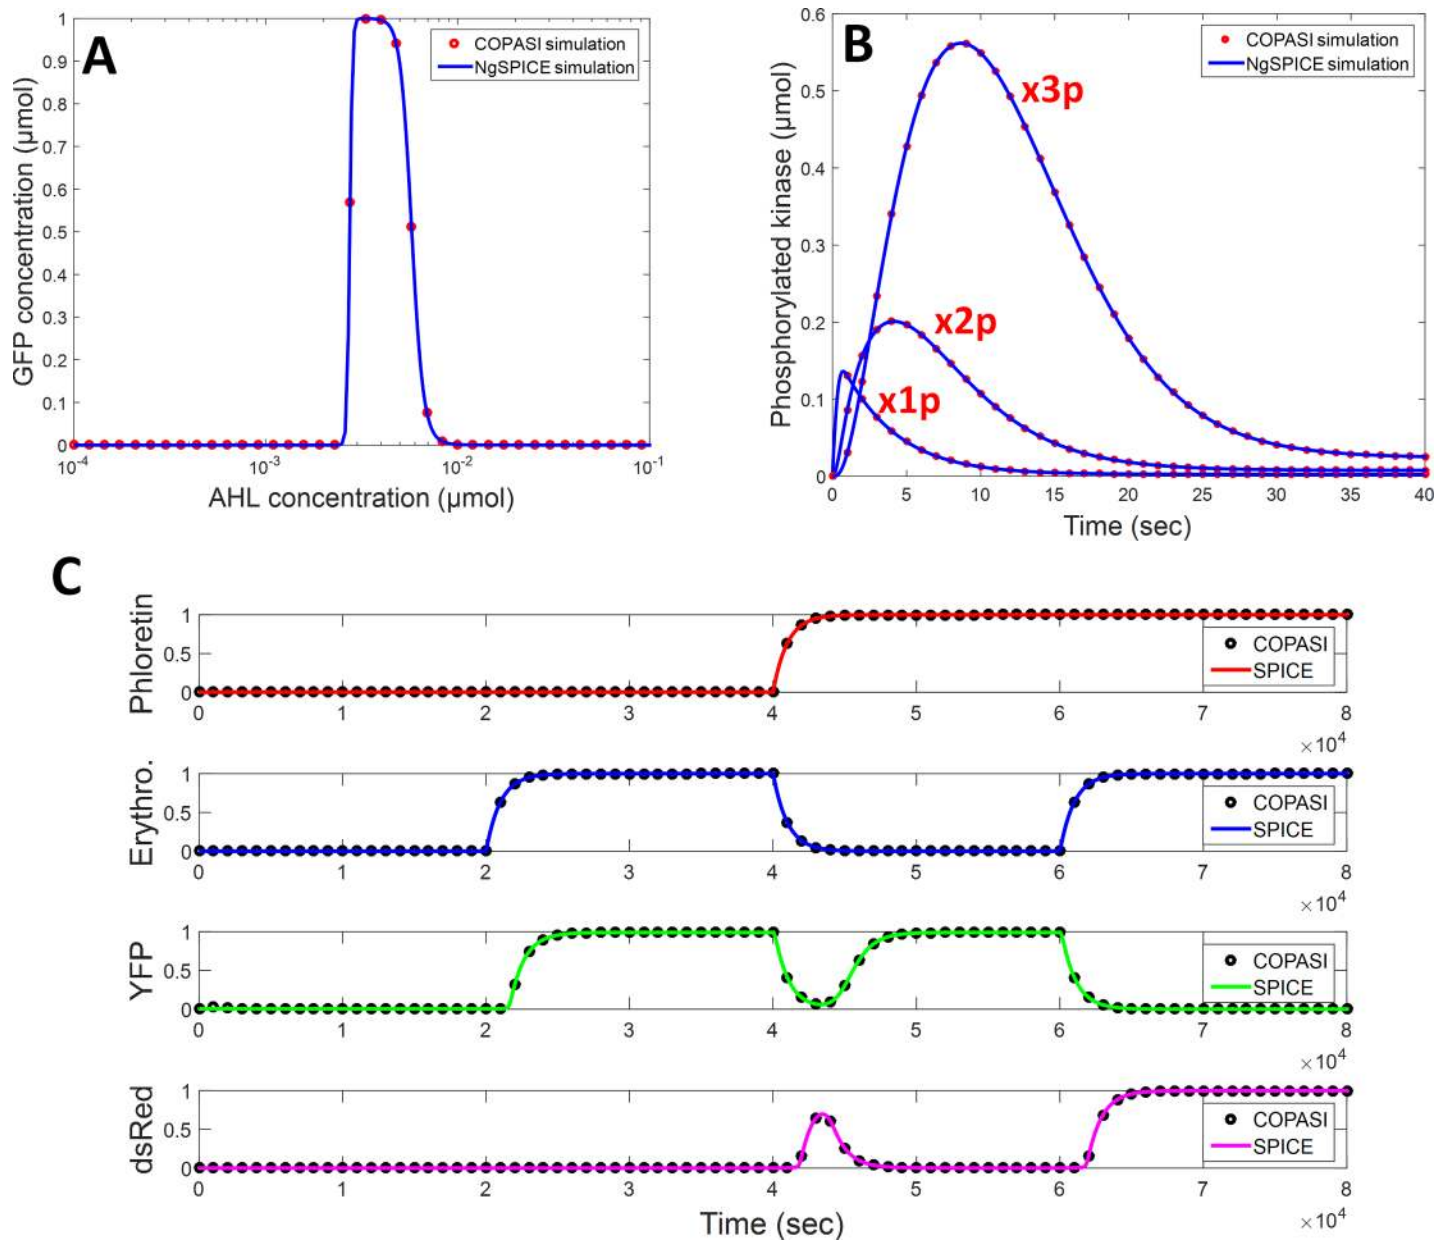 A
GFP concentration (µmol)
1
0.9
0.8
0.7
0.6
0.5
0.4
0.3
0.2
0.1
0
COPASI simulation
NgSPICE simulation
10-4
10-3
10-2
10-1
AHL concentration (µmol)
B
Phosphorylated kinase (µmol)
0.6
0.5
0.4
0.3
0.2
0.1
0
COPASI simulation
NgSPICE simulation
x3p
x2p
x1p
0 5 10 15 20 25 30 35 40
Time (sec)
C
Phloretin
1
0.5
0
COPASI
SPICE
0 1 2 3 4 5 6 7 8
×10 4
Erythro.
1
0.5
0
COPASI
SPICE
0 1 2 3 4 5 6 7 8
×10 4
YFP
1
0.5
0
COPASI
SPICE
0 1 2 3 4 5 6 7 8
×10 4
dsRed
1
0.5
0
COPASI
SPICE
0 1 2 3 4 5 6 7 8
×10 4
Time (sec)